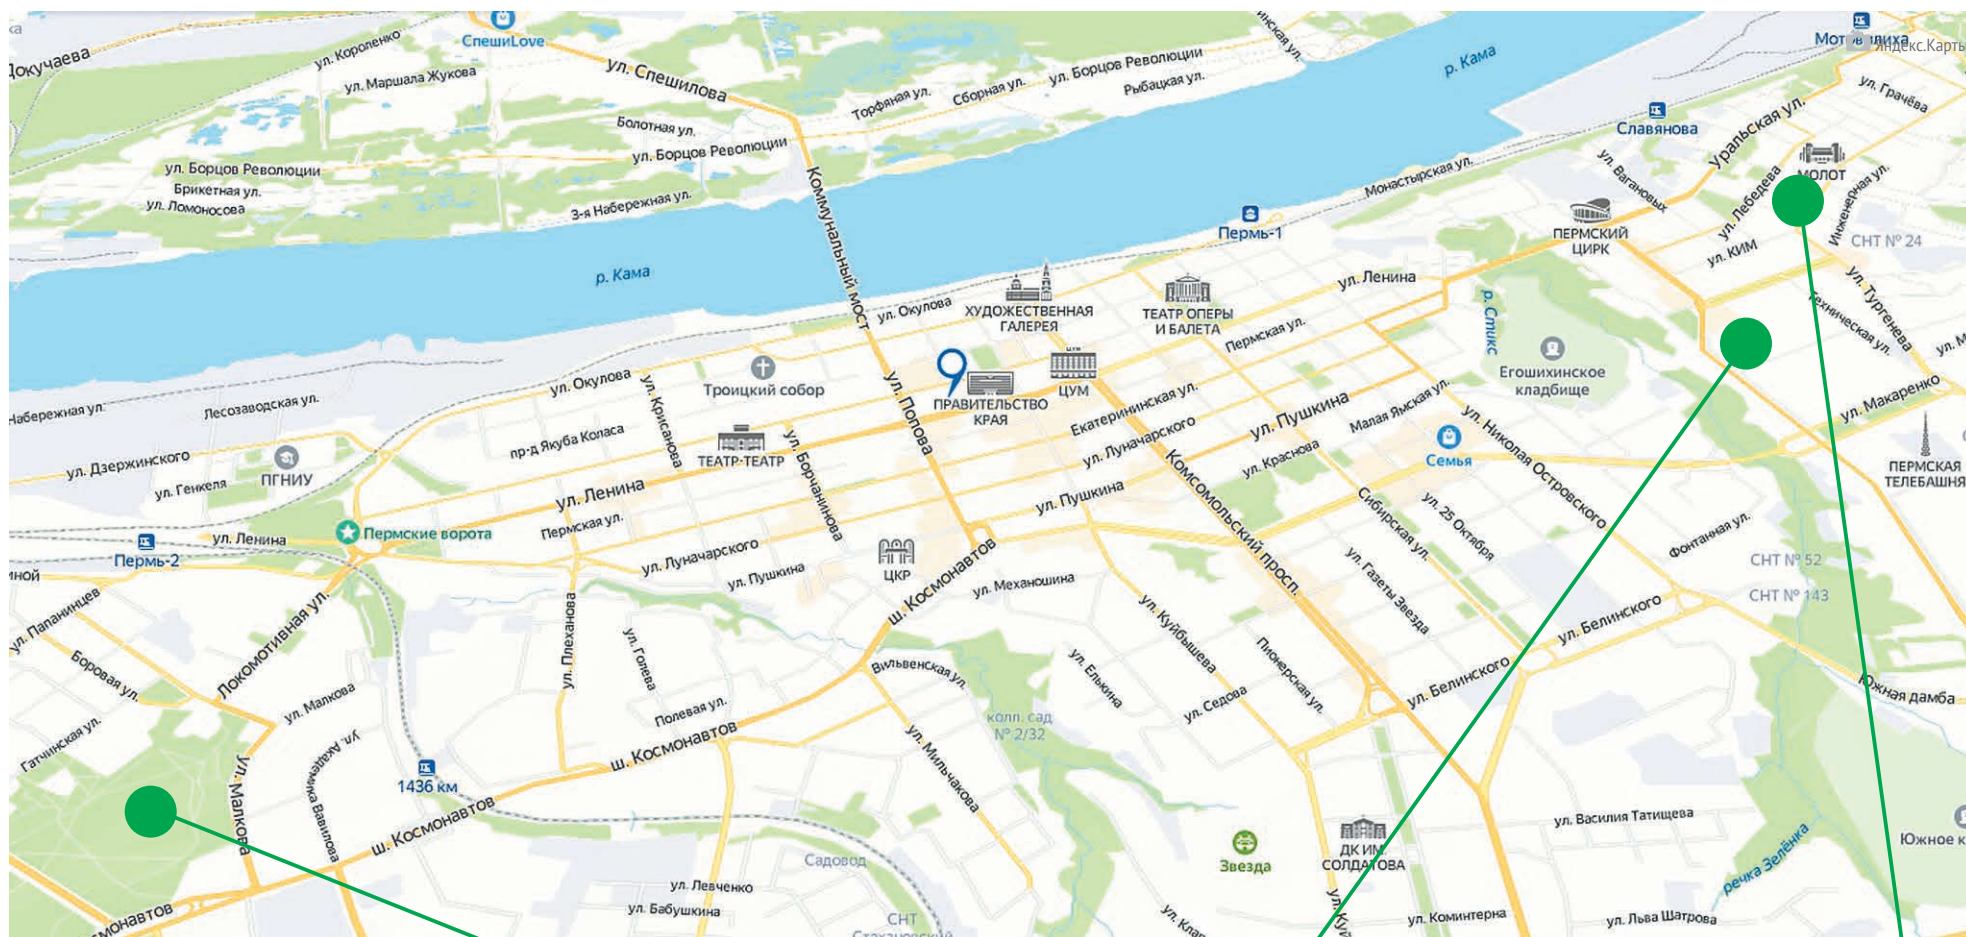 СпешиLove
Докучаева
ул. Короленко
ул. Маршала Жукова
ул. Спешилова
Торфяная ул.
Сборная ул.
ул. Борцов Революции
Рыбацкая ул.
р. Кама
Мотовилиха
Яндекс.Карты
ул. Грачёва
Болотная ул.
ул. Борцов Революции
ул. Борцов Революции
Брикетная ул.
ул. Ломоносова
3-я Набережная ул.
Коммунальный мост
Славянова
Уральская ул.
МОЛОТ
ул. Вагановых
ул. Лебедева
Инженерная ул.
Монастырская ул.
ПЕРМСКИЙ
ЦИРК
ул. КИМ
СНТ № 24
Пермь-1
р. Кама
ул. Окулова
ХУДОЖЕСТВЕННАЯ
ГАЛЕРЕЯ
ТЕАТР ОПЕРЫ
И БАЛЕТА
ул. Ленина
Пермская ул.
р. Стикс
ул. Тургенева
Техническая ул.
Егошихинское
кладбище
ул. Макаренко
Троицкий собор
ул. Окулова
ул. Крисанова
ул. Попова
ПРАВИТЕЛЬСТВО
КРАЯ
ЦУМ
ЦУМ
Екатерининская ул.
ул. Луначарского
ул. Пушкина
Малая Ямская ул.
ул. Краснова
Семья
ул. Николая Островского
ПЕРМСКАЯ
ТЕЛЕБАШНЯ
Набережная ул.
Лесозаводская ул.
пр-д Якуба Коласа
ТЕАТР-ТЕАТР
ул. Борчанинова
ул. Дзержинского
ул. Генкеля
ПГНИУ
ул. Ленина
Пермская ул.
Пермские ворота
ул. Ленина
Пермь-2
ул. Луначарского
ул. Пушкина
ЦКР
ул. Пушкина
Комсомольский просп.
Сибирская ул.
ул. 25 Октября
ул. Газеты Звезда
Фонтанная ул.
СНТ № 52
СНТ № 143
ш. Космонавтов
ул. Механошина
ул. Куйбышева
Пионерская ул.
ул. Белинского
ул. Белинского
Южная дамба
ул. Папанинцев
Боровая ул.
Локомотивная ул.
ул. Плеханова
ул. Голева
Вильвенская ул.
ул. Елькина
ул. Седова
ул. Малкова
Полевая ул.
колл. сад
№ 2/32
Гатчинская ул.
ул. Малкова
ул. Академика Вавилова
1436 км
ш. Космонавтов
ш. Космонавтов
ул. Мильчакова
Садовод
Звезда
ДК ИМ.
СОЛДАТОВА
ул. Василия Татищева
речка Зелёнка
ул. Левченко
ул. Бабушкина
СНТ
ул. Коминтерна
ул. Льва Шатрова